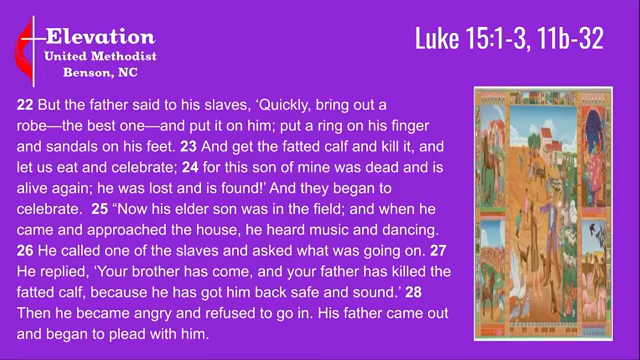 Elevation
United Methodist
Benson, NC
Luke 15:1-3, 11b-32
22 But the father said to his slaves, ‘Quickly, bring out a
robe—the best one—and put it on him; put a ring on his finger
and sandals on his feet. 23 And get the fatted calf and kill it, and
let us eat and celebrate; 24 for this son of mine was dead and is
alive again; he was lost and is found!’ And they began to
celebrate. 25 “Now his elder son was in the field; and when he
came and approached the house, he heard music and dancing.
26 He called one of the slaves and asked what was going on. 27
He replied, ‘Your brother has come, and your father has killed the
fatted calf, because he has got him back safe and sound.’ 28
Then he became angry and refused to go in. His father came out
and began to plead with him.